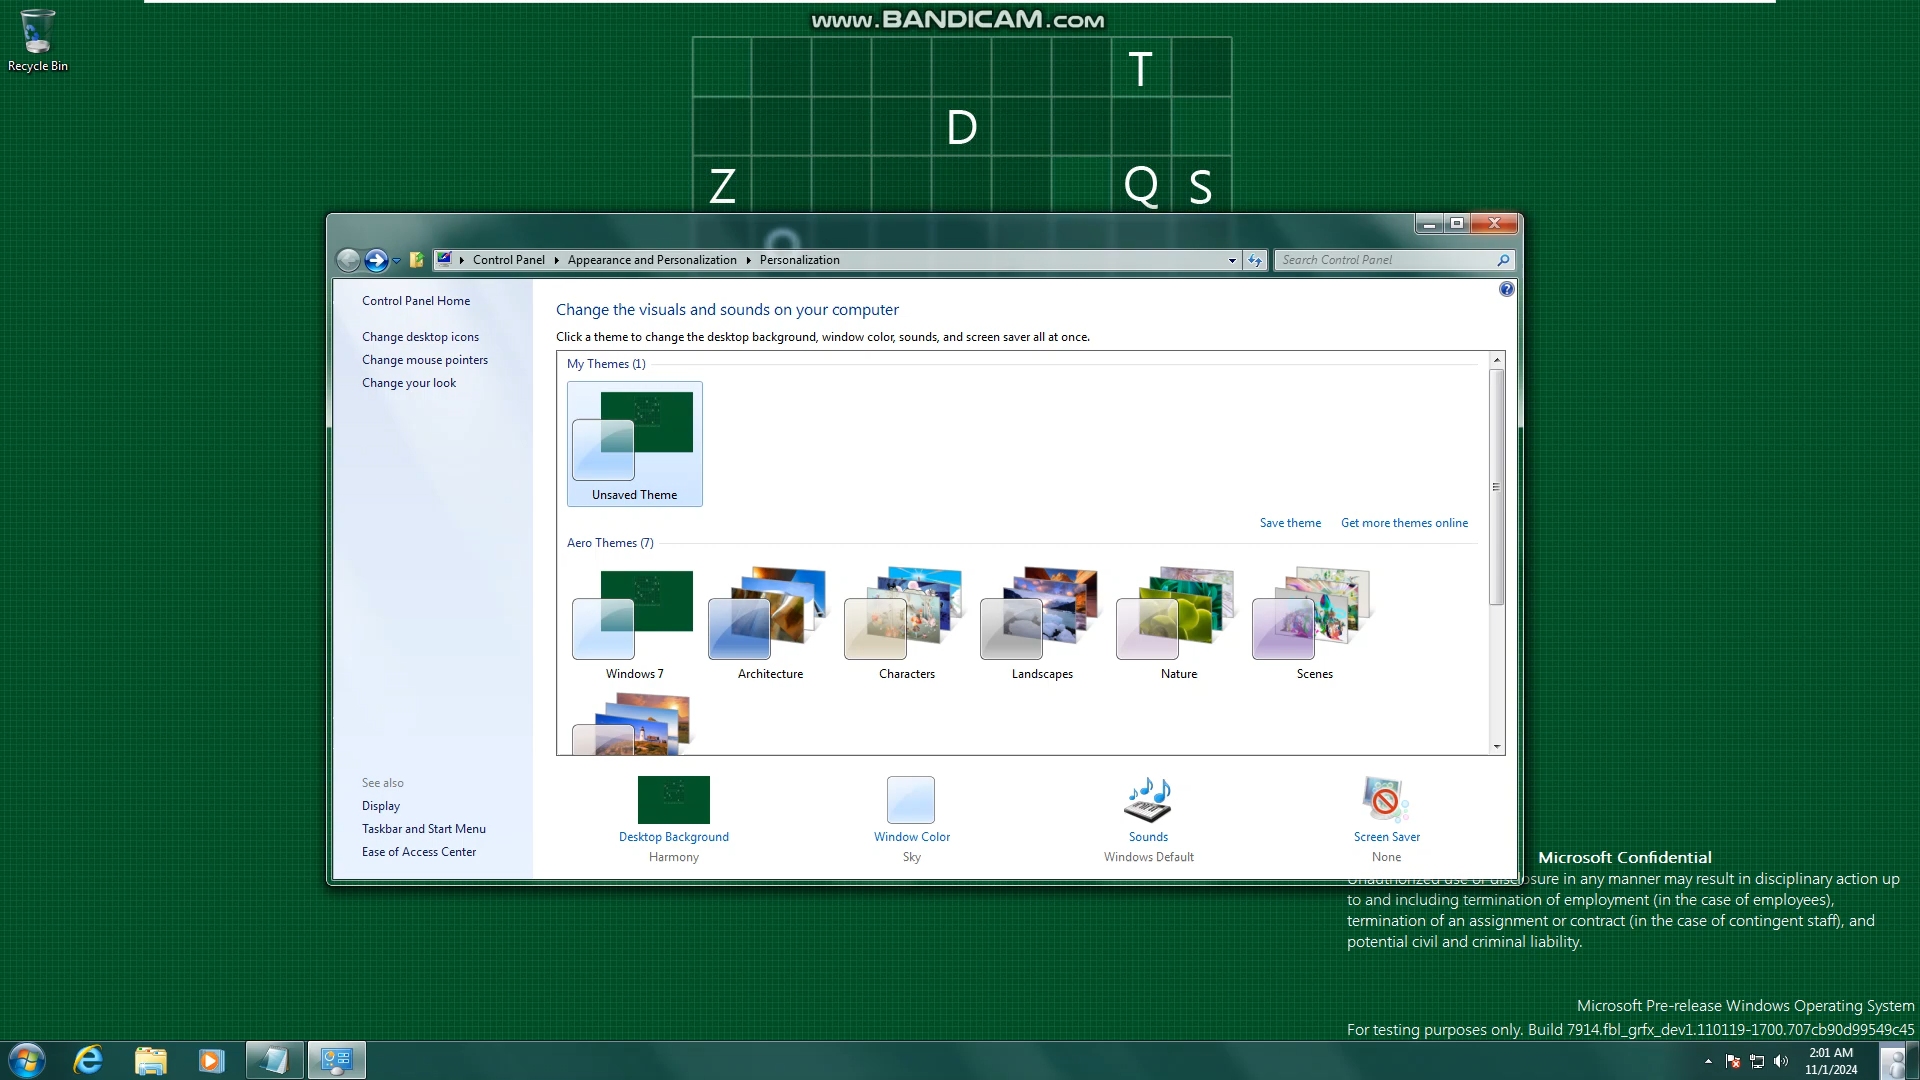 www.BANDICAM.com
Recycle Bin
T
D
Z Q S
Control Panel Appearance and Personalization Personalization
Search Control Panel
Control Panel Home
Change desktop icons
Change mouse pointers
Change your look
Change the visuals and sounds on your computer
Click a theme to change the desktop background, window color, sounds, and screen saver all at once.
My Themes (1)
Unsaved Theme
Save theme Get more themes online
Aero Themes (7)
Windows 7 Architecture Characters Landscapes Nature Scenes
See also
Display
Taskbar and Start Menu
Ease of Access Center
Desktop Background
Harmony
Window Color
Sky
Sounds
Windows Default
Screen Saver
None
Microsoft Confidential
Unauthorized use or disclosure in any manner may result in disciplinary action up
to and including termination of employment (in the case of employees),
termination of an assignment or contract (in the case of contingent staff), and
potential civil and criminal liability.
Microsoft Pre-release Windows Operating System
For testing purposes only. Build 7914.fbl_grfx_dev1.110119-1700.707cb90d99549c45
2:01 AM
11/1/2024